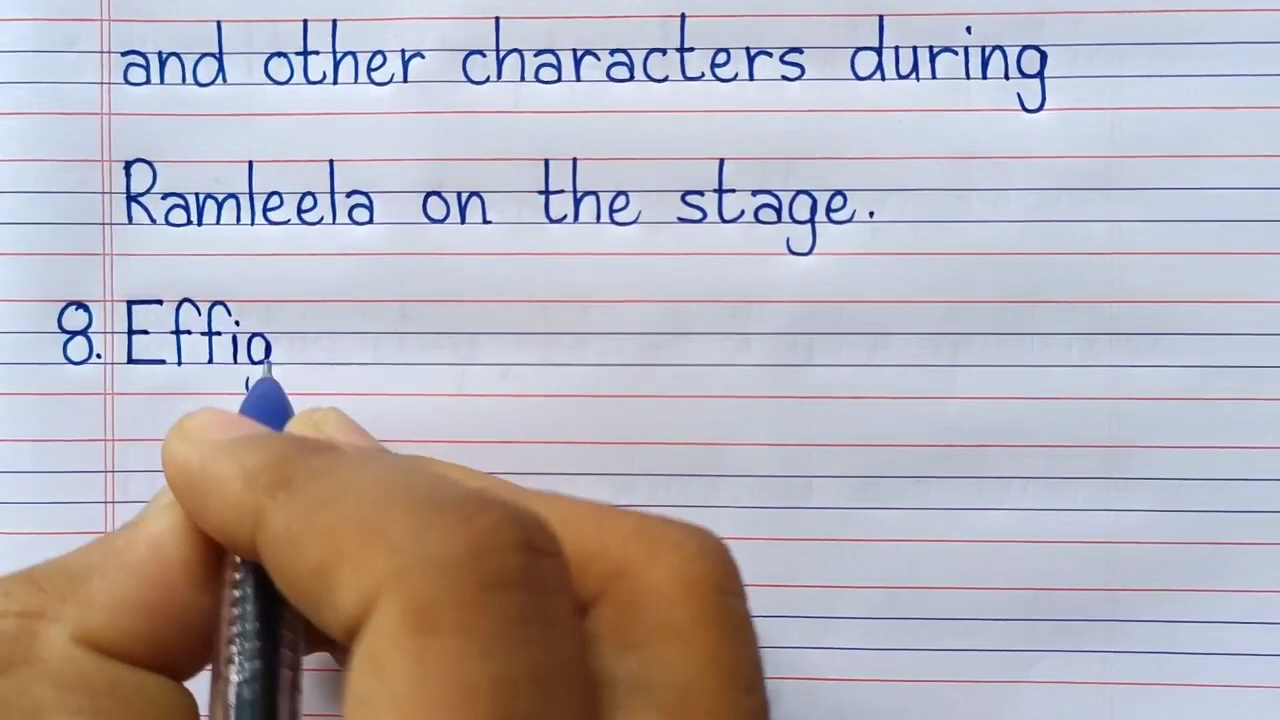 and other characters during
Ramleela on the stage.
8. Effig